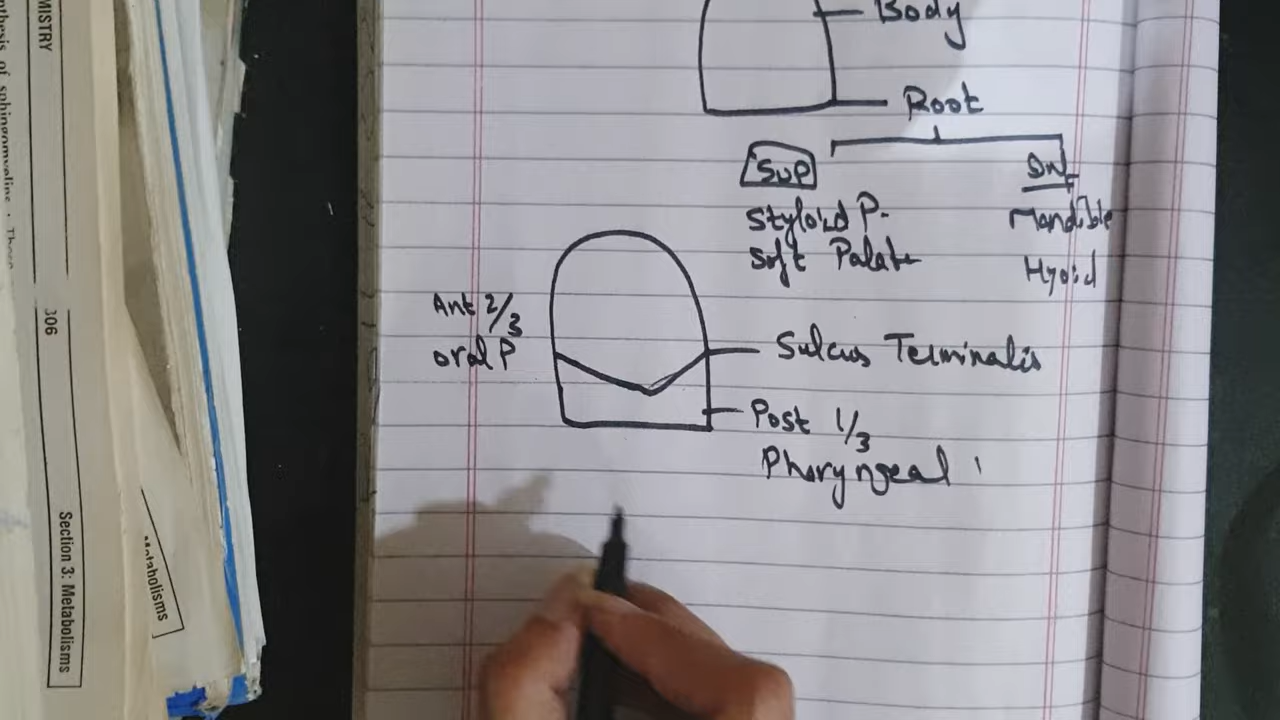 Body
Root
Sup
Inf
Styloid P.
Mandible
Soft Palate
Hyoid
Ant 2/3
oral P
Sulcus Terminalis
Post 1/3
Pharyngeal
306
Section 3: Metabolisms
Metabolisms